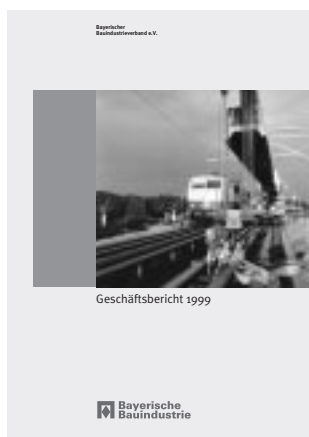 Bayerischer
Bauindustrieverband e.V.
Geschäftsbericht 1999
Bayerische
Bauindustrie